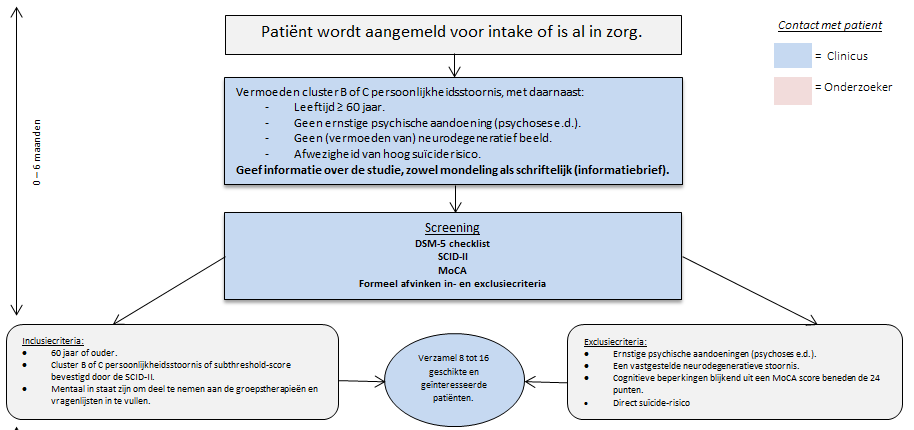 Patiënt wordt aangemeld voor intake of is al in zorg.
Contact met patient
= Clinicus
= Onderzoeker
0 – 6 maanden
Vermoeden cluster B of C persoonlijkheidsstoornis, met daarnaast:
- Leeftijd ≥ 60 jaar.
- Geen ernstige psychische aandoening (psychoses e.d.).
- Geen (vermoeden van) neurodegeneratief beeld.
- Afwezigheid van hoog suïciderisico.
Geef informatie over de studie, zowel mondeling als schriftelijk (informatiebrief).
Screening
DSM-5 checklist
SCID-II
MoCA
Formeel afvinken in- en exclusiecriteria
Inclusiecriteria:
• 60 jaar of ouder.
• Cluster B of C persoonlijkheidsstoornis of subthreshold-score
bevestigd door de SCID-II.
• Mentaal in staat zijn om deel te nemen aan de groepstherapieën en
vragenlijsten in te vullen.
Verzamel 8 tot 16
geschikte en
geïnteresseerde
patiënten.
Exclusiecriteria:
• Ernstige psychische aandoeningen (psychoses e.d.).
• Een vastgestelde neurodegeneratieve stoornis.
• Cognitieve beperkingen blijkend uit een MoCA score beneden de 24
punten.
• Direct suïcide-risico